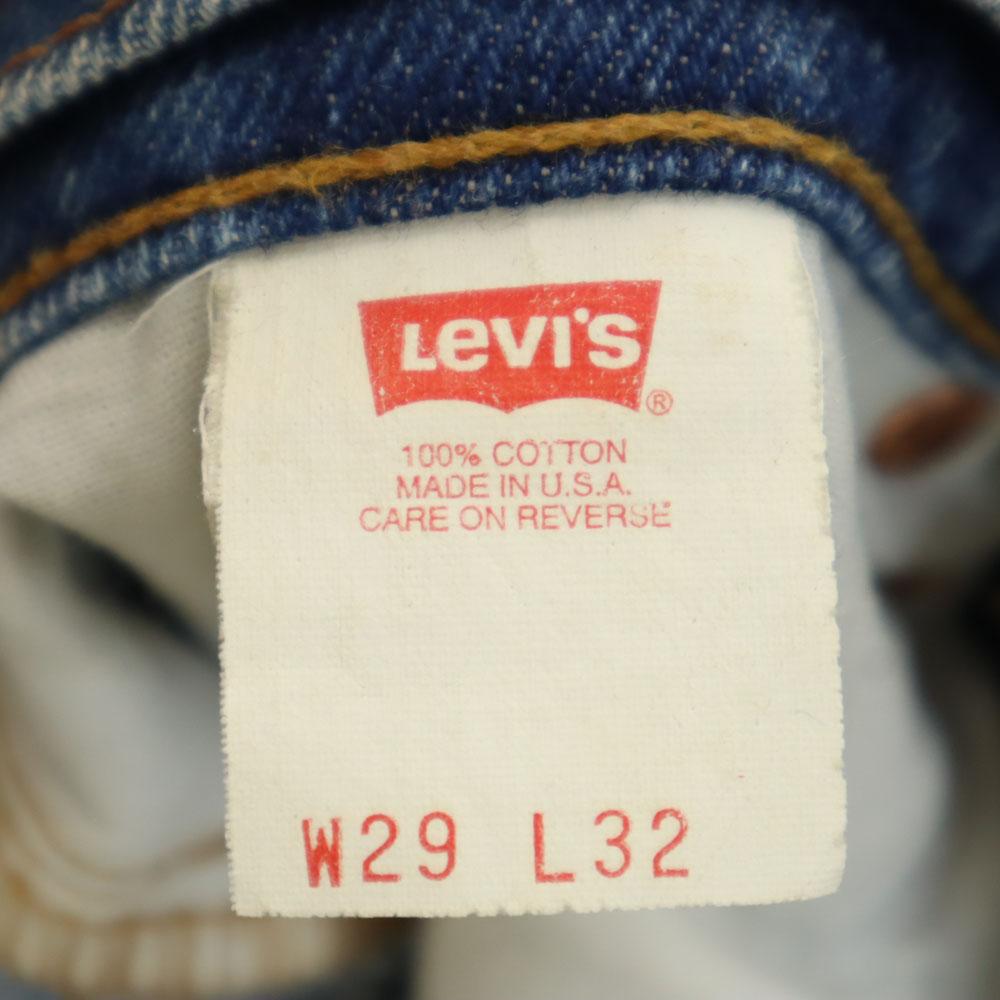 LEVI'S ®
100% COTTON
MADE IN U.S.A.
CARE ON REVERSE
W29 L32